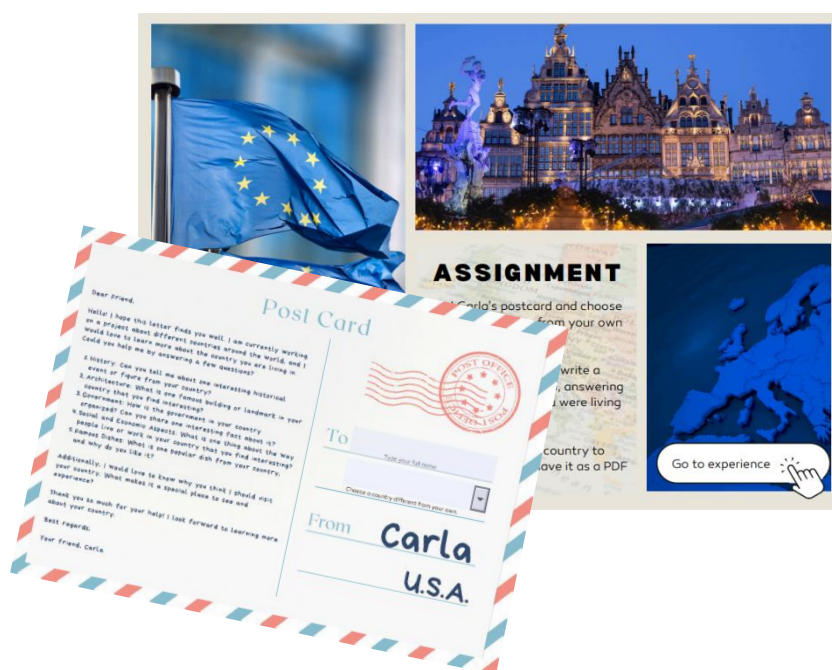 ASSIGNMENT
Carla's postcard and choose
from your own
write a
answering
were living
country to
ave it as a PDF
Go to experience
Post Card
Dear Friend,
Hello! I hope this letter finds you well. I am currently working
on a project about different countries around the world, and I
would love to learn more about the country you are living in
Could you help me by answering a few questions?
1. History: Can you tell me about one interesting historical
event or figure from your country?
2. Architecture: What is one famous building or landmark in your
country that you find interesting?
3. Government: How is the government in your country
organized? Can you share one interesting fact about it?
4. Social and Economic Aspects: What is one thing about the way
people live or work in your country that you find interesting?
5. Famous Dishes: What is one popular dish from your country,
and why do you like it?
Additionally, I would love to know why you think I should visit
your country. What makes it a special place to see and
experience?
Thank you so much for your help! I look forward to learning more
about your country.
Best regards,
Your friend, Carla
POST OFFICE
To
Type your full name
Choose a country different from your own.
From
Carla
U.S.A.